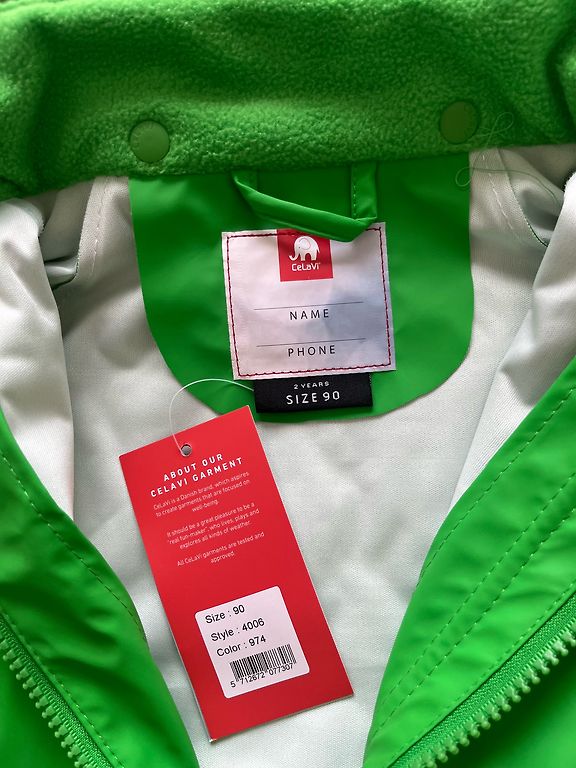 CeLaVi
NAME
PHONE
2 YEARS
SIZE 90
ABOUT OUR
CELAVI GARMENT
CeLaVi is a Danish brand, which aspires
to create garments that are focused on
well-being.
It should be a great pleasure to be a
"real fun-maker", who lives, plays and
explores all kinds of weather.
All CeLaVi garments are tested and
approved.
Size : 90
Style : 4006
Color : 974
5 712672 077307